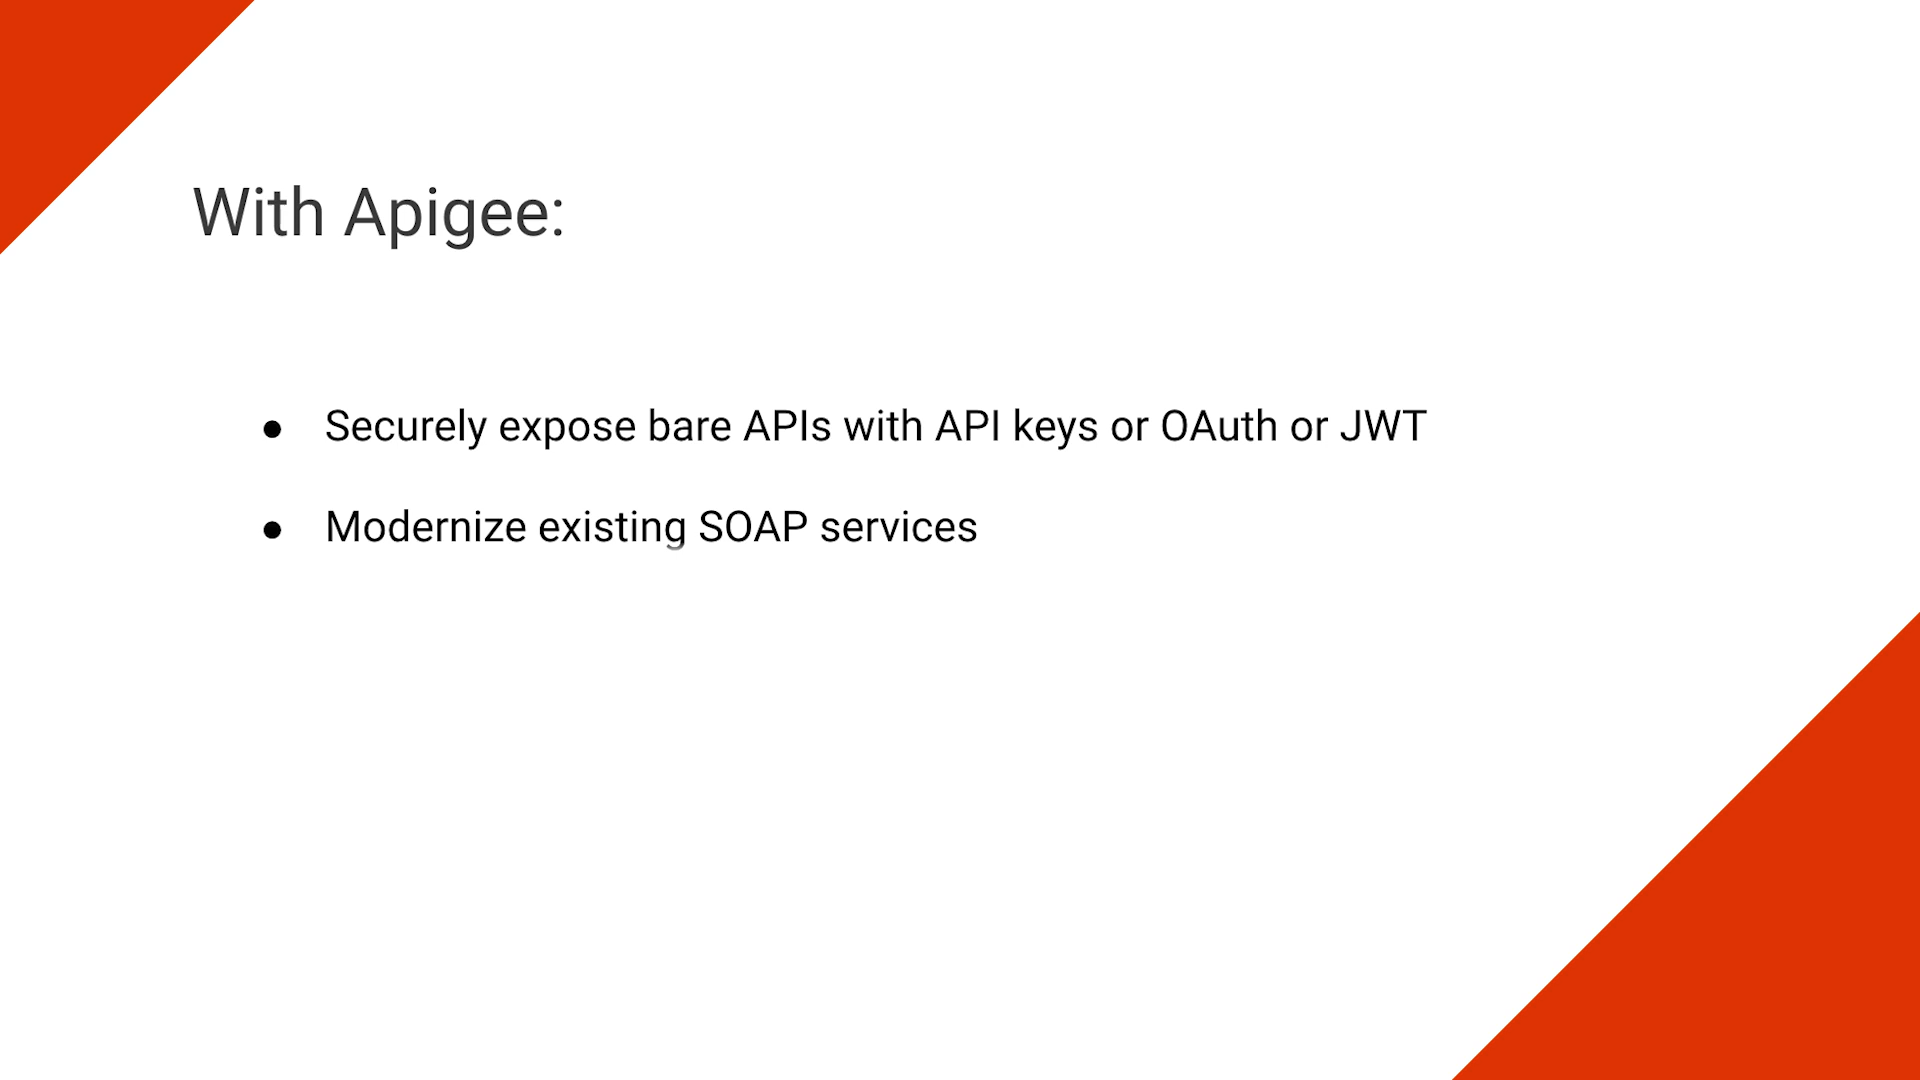 With Apigee:
● Securely expose bare APIs with API keys or OAuth or JWT
● Modernize existing SOAP services